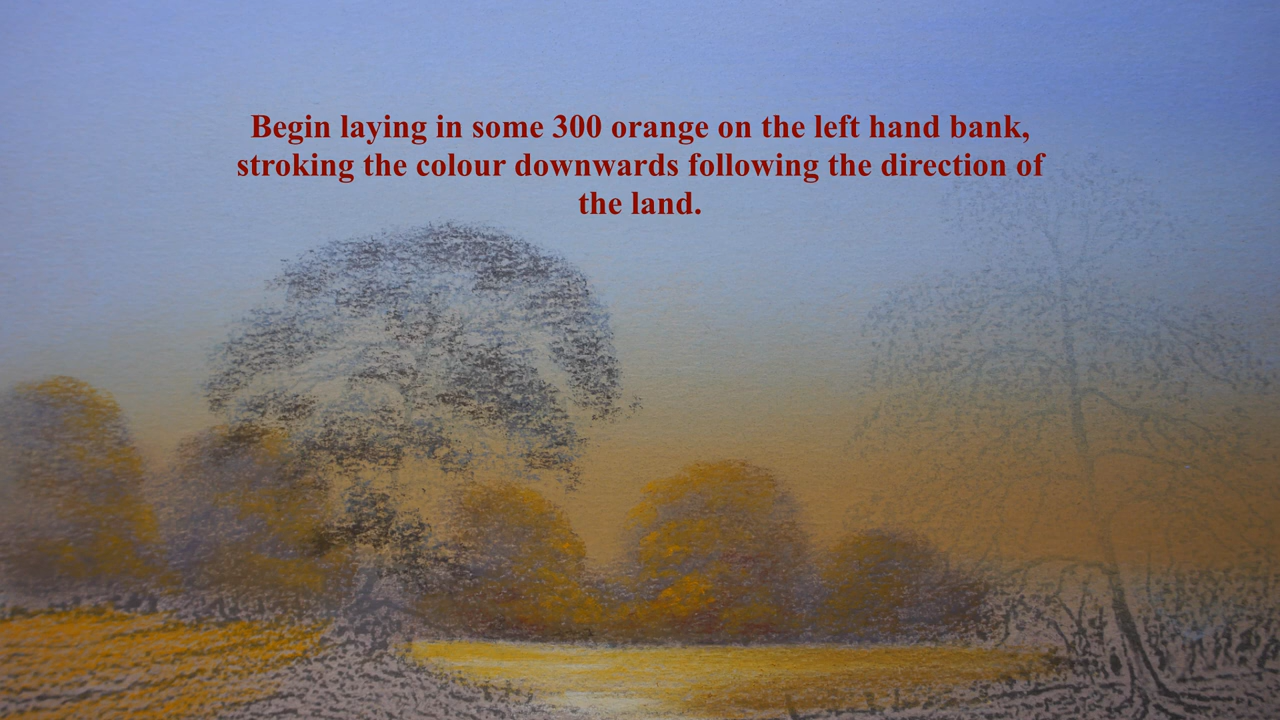 Begin laying in some 300 orange on the left hand bank,
stroking the colour downwards following the direction of
the land.